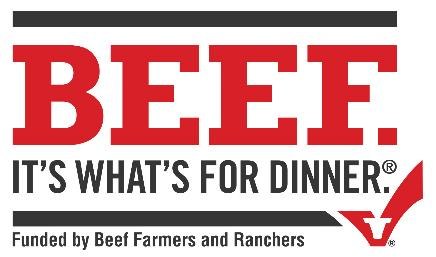 BEEF.
IT'S WHAT'S FOR DINNER.®
Funded by Beef Farmers and Ranchers
®